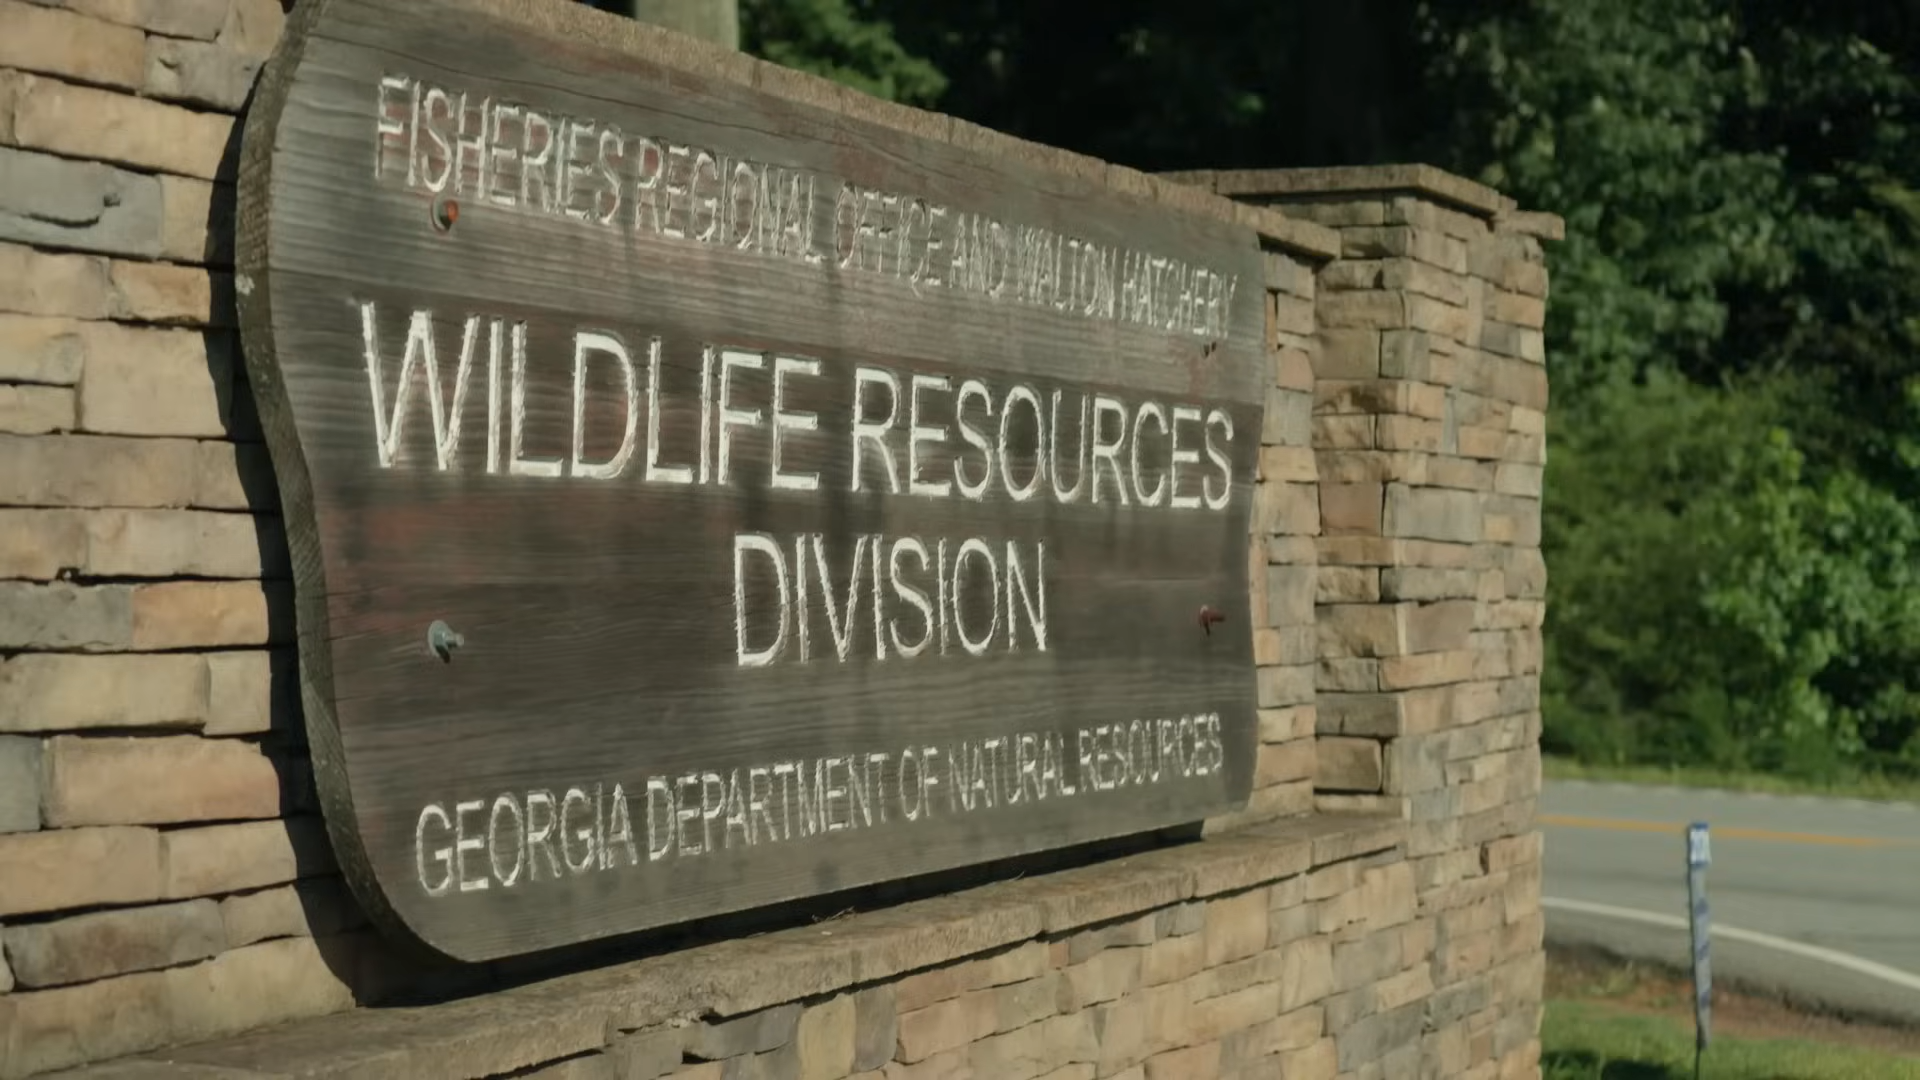 FISHERIES REGIONAL OFFICE AND WALTON HATCHERY
WILDLIFE RESOURCES
DIVISION
GEORGIA DEPARTMENT OF NATURAL RESOURCES